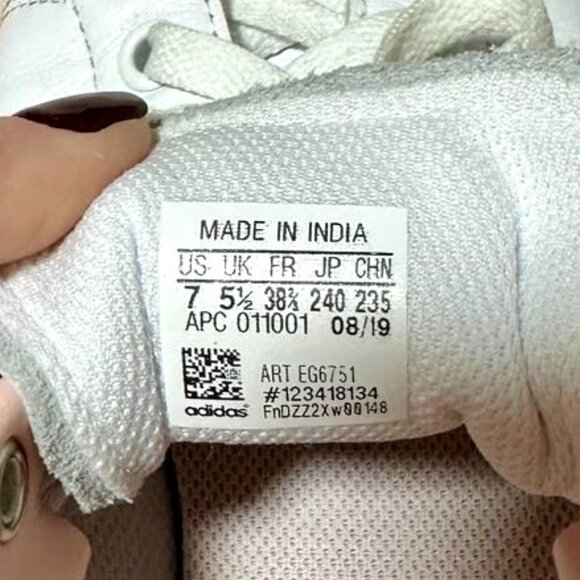 MADE IN INDIA
US UK FR JP CHN
7 5½ 38⅔ 240 235
APC 011001 08/19
ART EG6751
#123418134
adidas FnDZZ2Xw00148